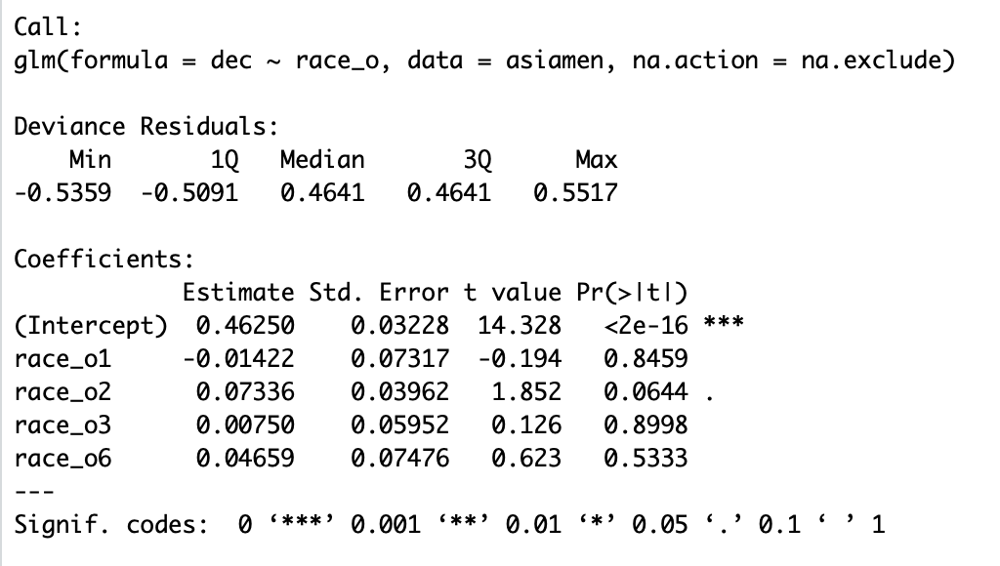 Call:
glm(formula = dec ~ race_o, data = asiamen, na.action = na.exclude)
Deviance Residuals:
    Min       1Q   Median       3Q      Max
-0.5359  -0.5091   0.4641   0.4641   0.5517
Coefficients:
            Estimate Std. Error t value Pr(>|t|)
(Intercept)  0.46250    0.03228  14.328   <2e-16 ***
race_o1     -0.01422    0.07317  -0.194   0.8459
race_o2      0.07336    0.03962   1.852   0.0644 .
race_o3      0.00750    0.05952   0.126   0.8998
race_o6      0.04659    0.07476   0.623   0.5333
---
Signif. codes:  0 ‘***’ 0.001 ‘**’ 0.01 ‘*’ 0.05 ‘.’ 0.1 ‘ ’ 1